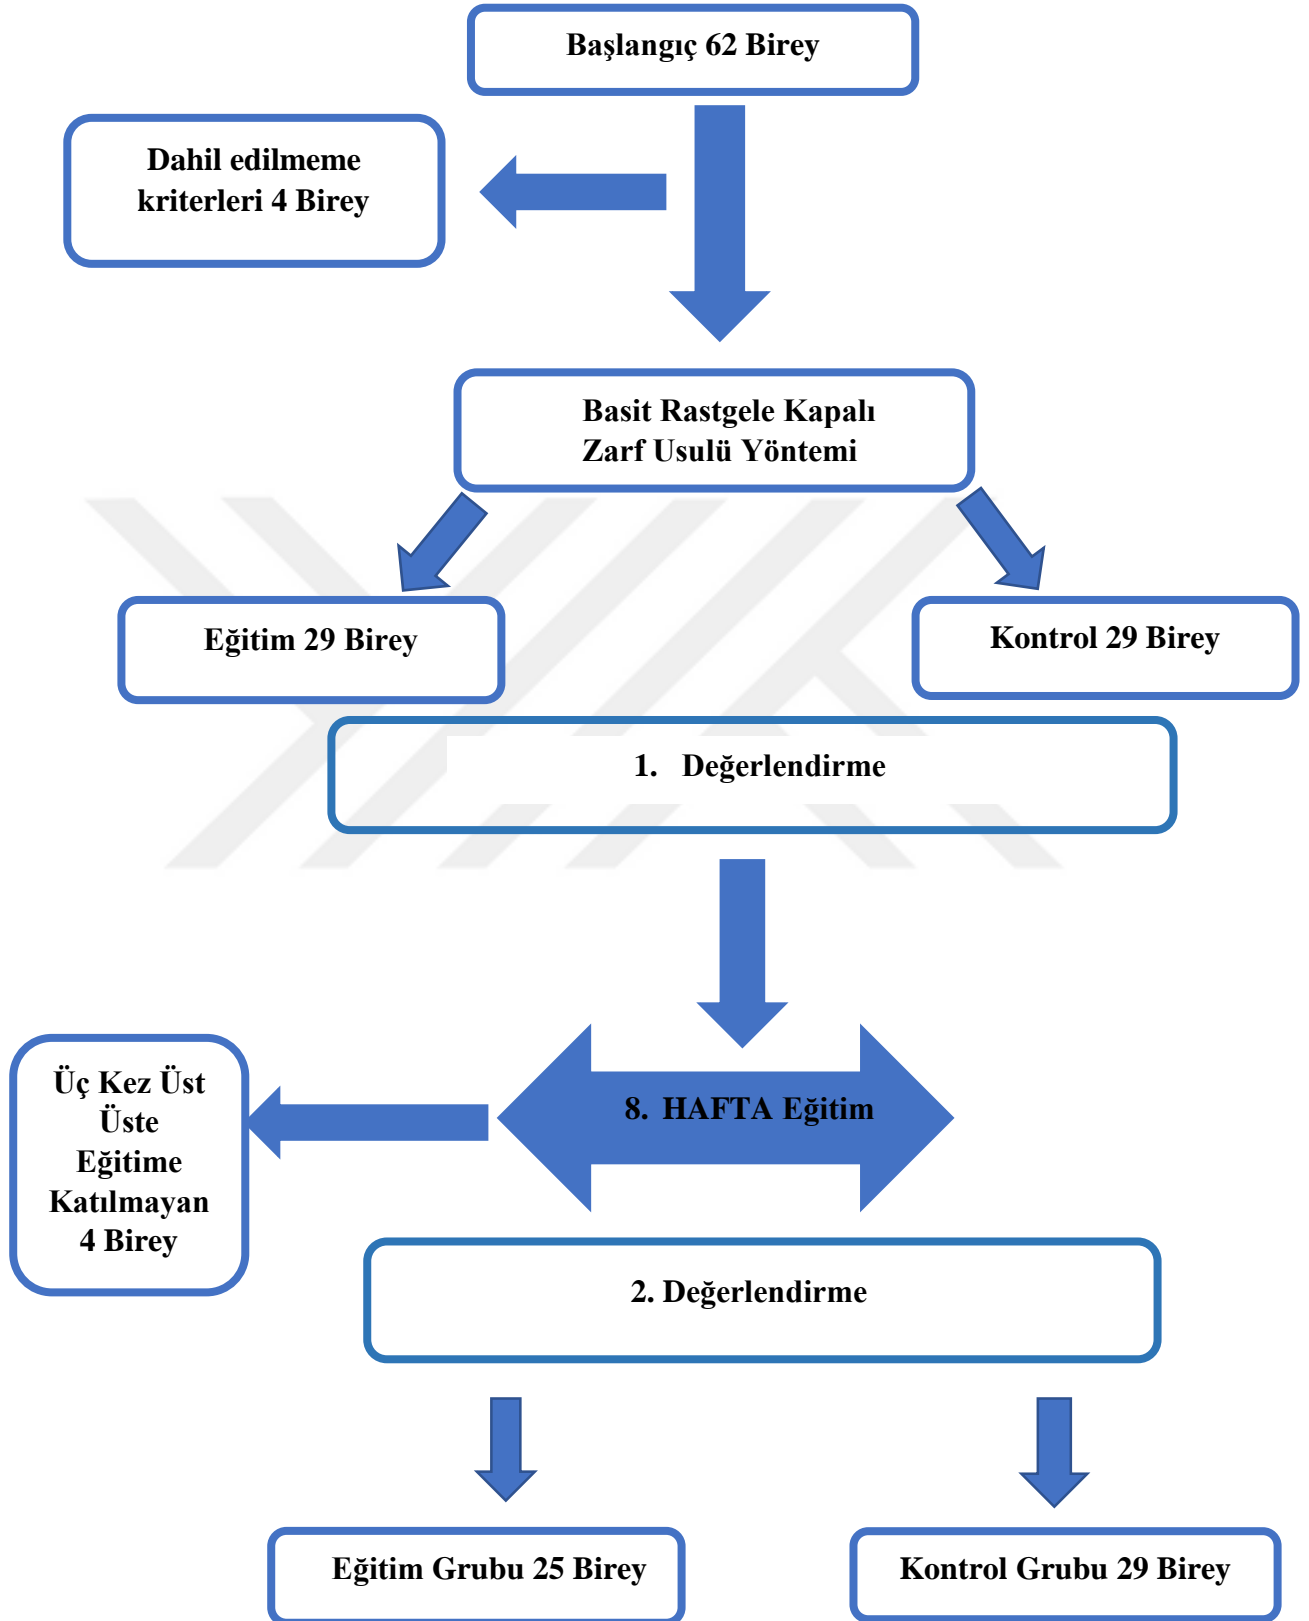 Başlangıç 62 Birey
Dahil edilmeme
kriterleri 4 Birey
Basit Rastgele Kapalı
Zarf Usulü Yöntemi
Eğitim 29 Birey
Kontrol 29 Birey
1. Değerlendirme
8. HAFTA Eğitim
Üç Kez Üst
Üste
Eğitime
Katılmayan
4 Birey
2. Değerlendirme
Eğitim Grubu 25 Birey
Kontrol Grubu 29 Birey